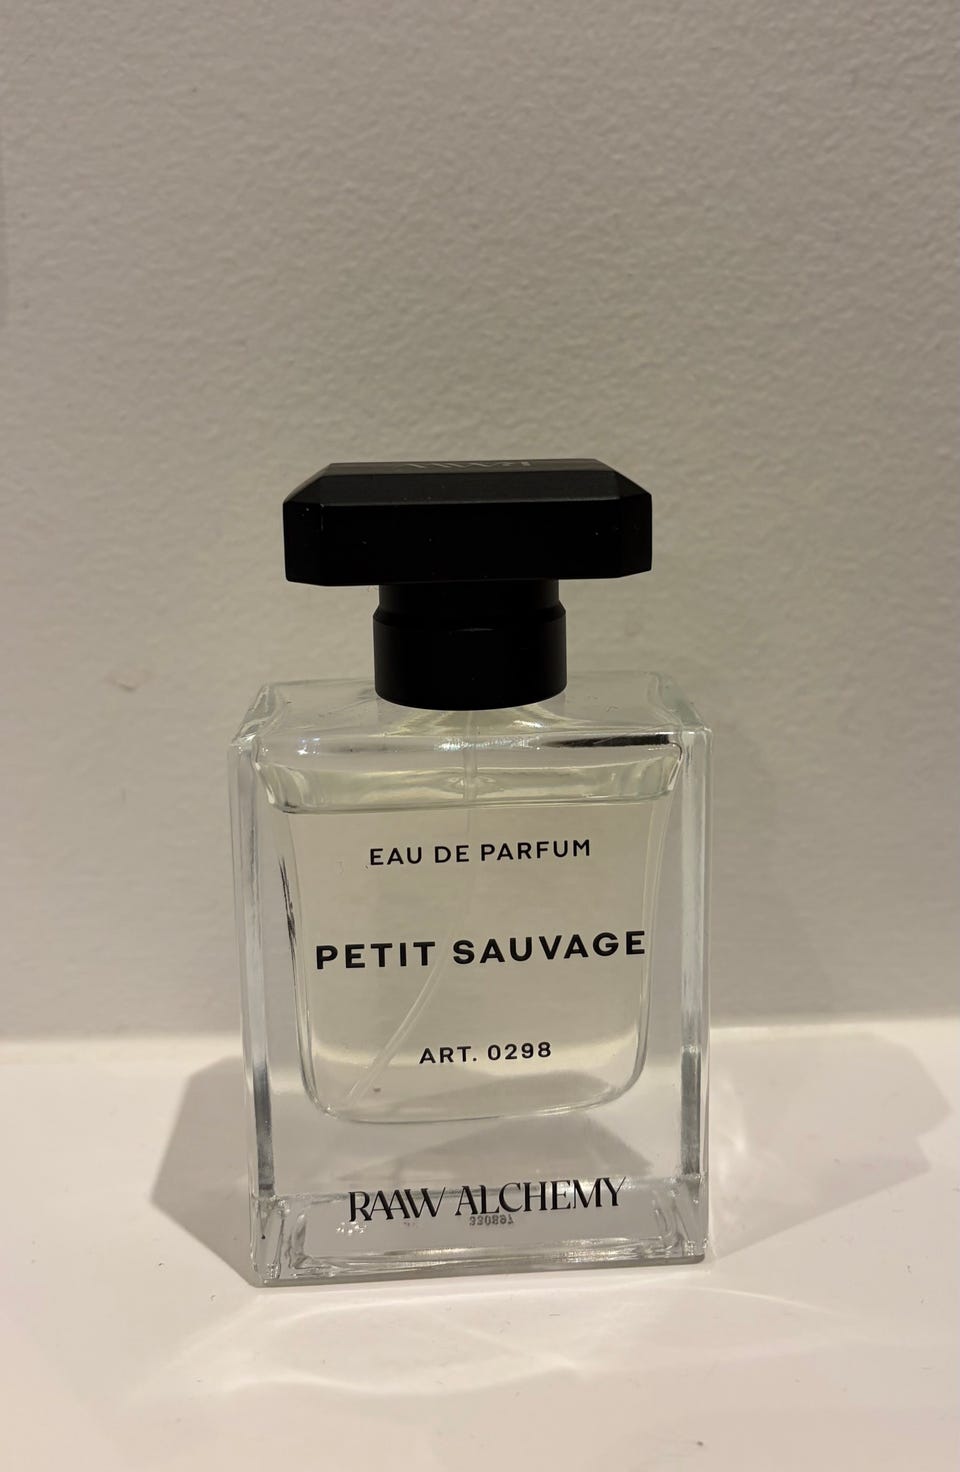 EAU DE PARFUM
PETIT SAUVAGE
ART. 0298
RAAW ALCHEMY